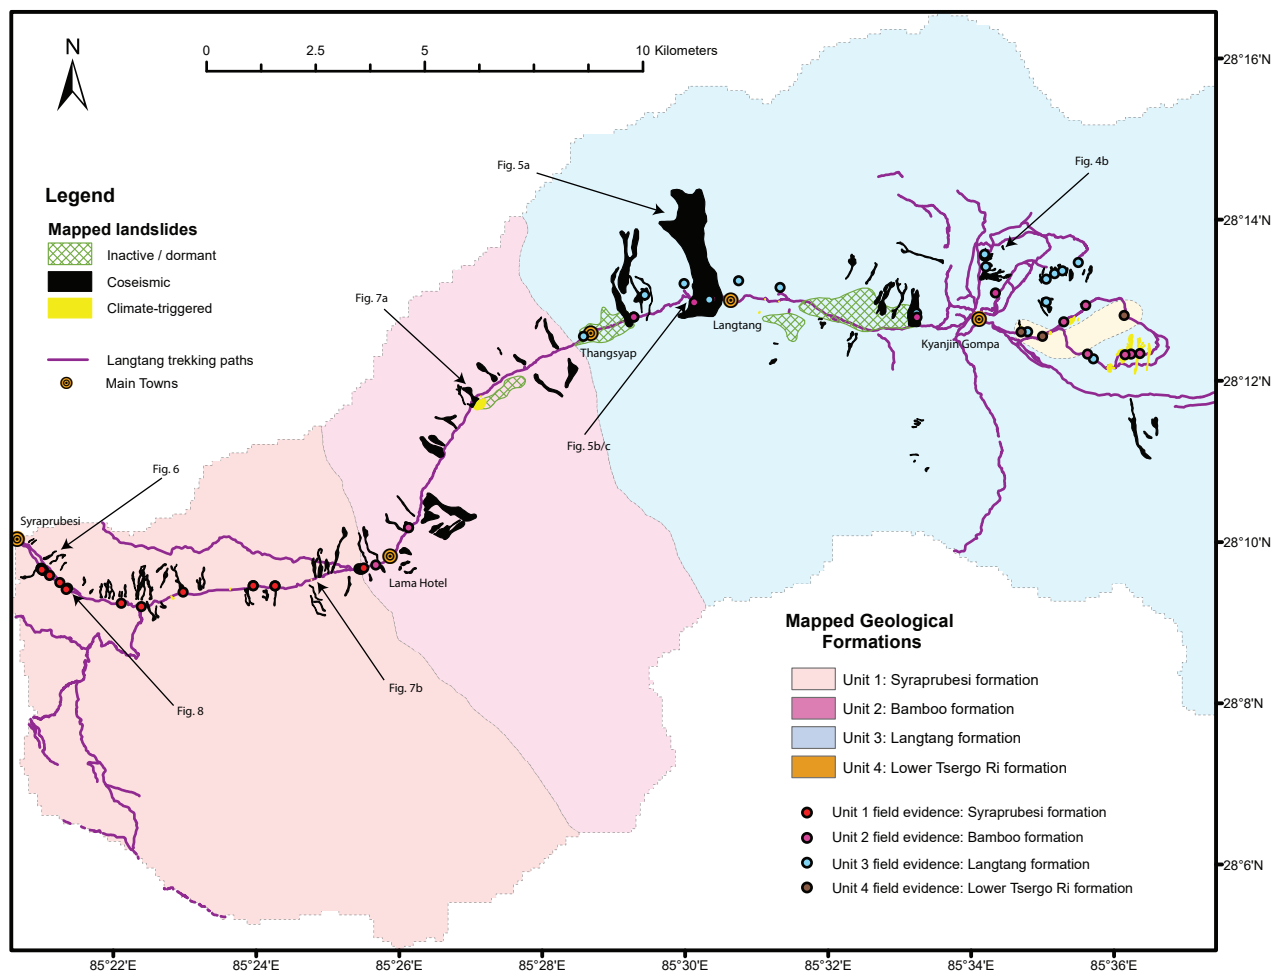 N
0 2.5 5 10 Kilometers
28°16'N
Fig. 5a
Fig. 4b
Legend
Mapped landslides
Inactive / dormant
Coseismic
Climate-triggered
Langtang trekking paths
Main Towns
28°14'N
Fig. 7a
Langtang
Thangsyap
Kyanjin Gompa
28°12'N
Fig. 5b/c
Fig. 6
Syraprubesi
28°10'N
Lama Hotel
Fig. 7b
Fig. 8
28°8'N
28°6'N
Mapped Geological
Formations
Unit 1: Syraprubesi formation
Unit 2: Bamboo formation
Unit 3: Langtang formation
Unit 4: Lower Tsergo Ri formation
Unit 1 field evidence: Syraprubesi formation
Unit 2 field evidence: Bamboo formation
Unit 3 field evidence: Langtang formation
Unit 4 field evidence: Lower Tsergo Ri formation
85°22'E 85°24'E 85°26'E 85°28'E 85°30'E 85°32'E 85°34'E 85°36'E